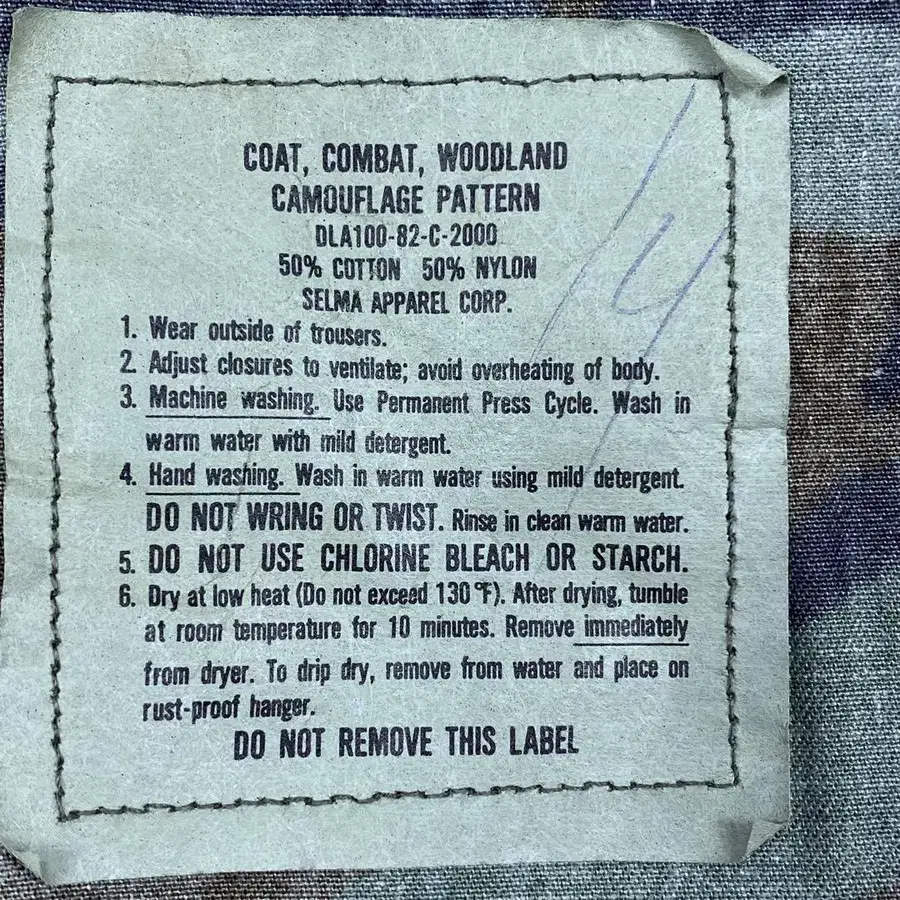 COAT, COMBAT, WOODLAND
CAMOUFLAGE PATTERN
DLA100-82-C-2000
50% COTTON 50% NYLON
SELMA APPAREL CORP.
1. Wear outside of trousers.
2. Adjust closures to ventilate; avoid overheating of body.
3. Machine washing. Use Permanent Press Cycle. Wash in
warm water with mild detergent.
4. Hand washing. Wash in warm water using mild detergent.
DO NOT WRING OR TWIST. Rinse in clean warm water.
5. DO NOT USE CHLORINE BLEACH OR STARCH.
6. Dry at low heat (Do not exceed 130 °F). After drying, tumble
at room temperature for 10 minutes. Remove immediately
from dryer. To drip dry, remove from water and place on
rust-proof hanger.
DO NOT REMOVE THIS LABEL